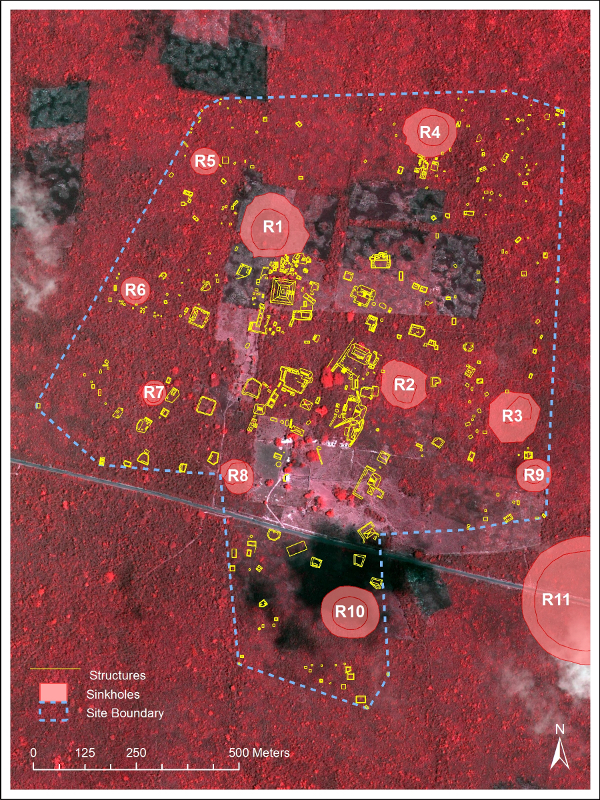 R4
R5
R1
R6
R2
R7
R3
R8
R9
R11
R10
Structures
Sinkholes
Site Boundary
N
0 125 250 500 Meters